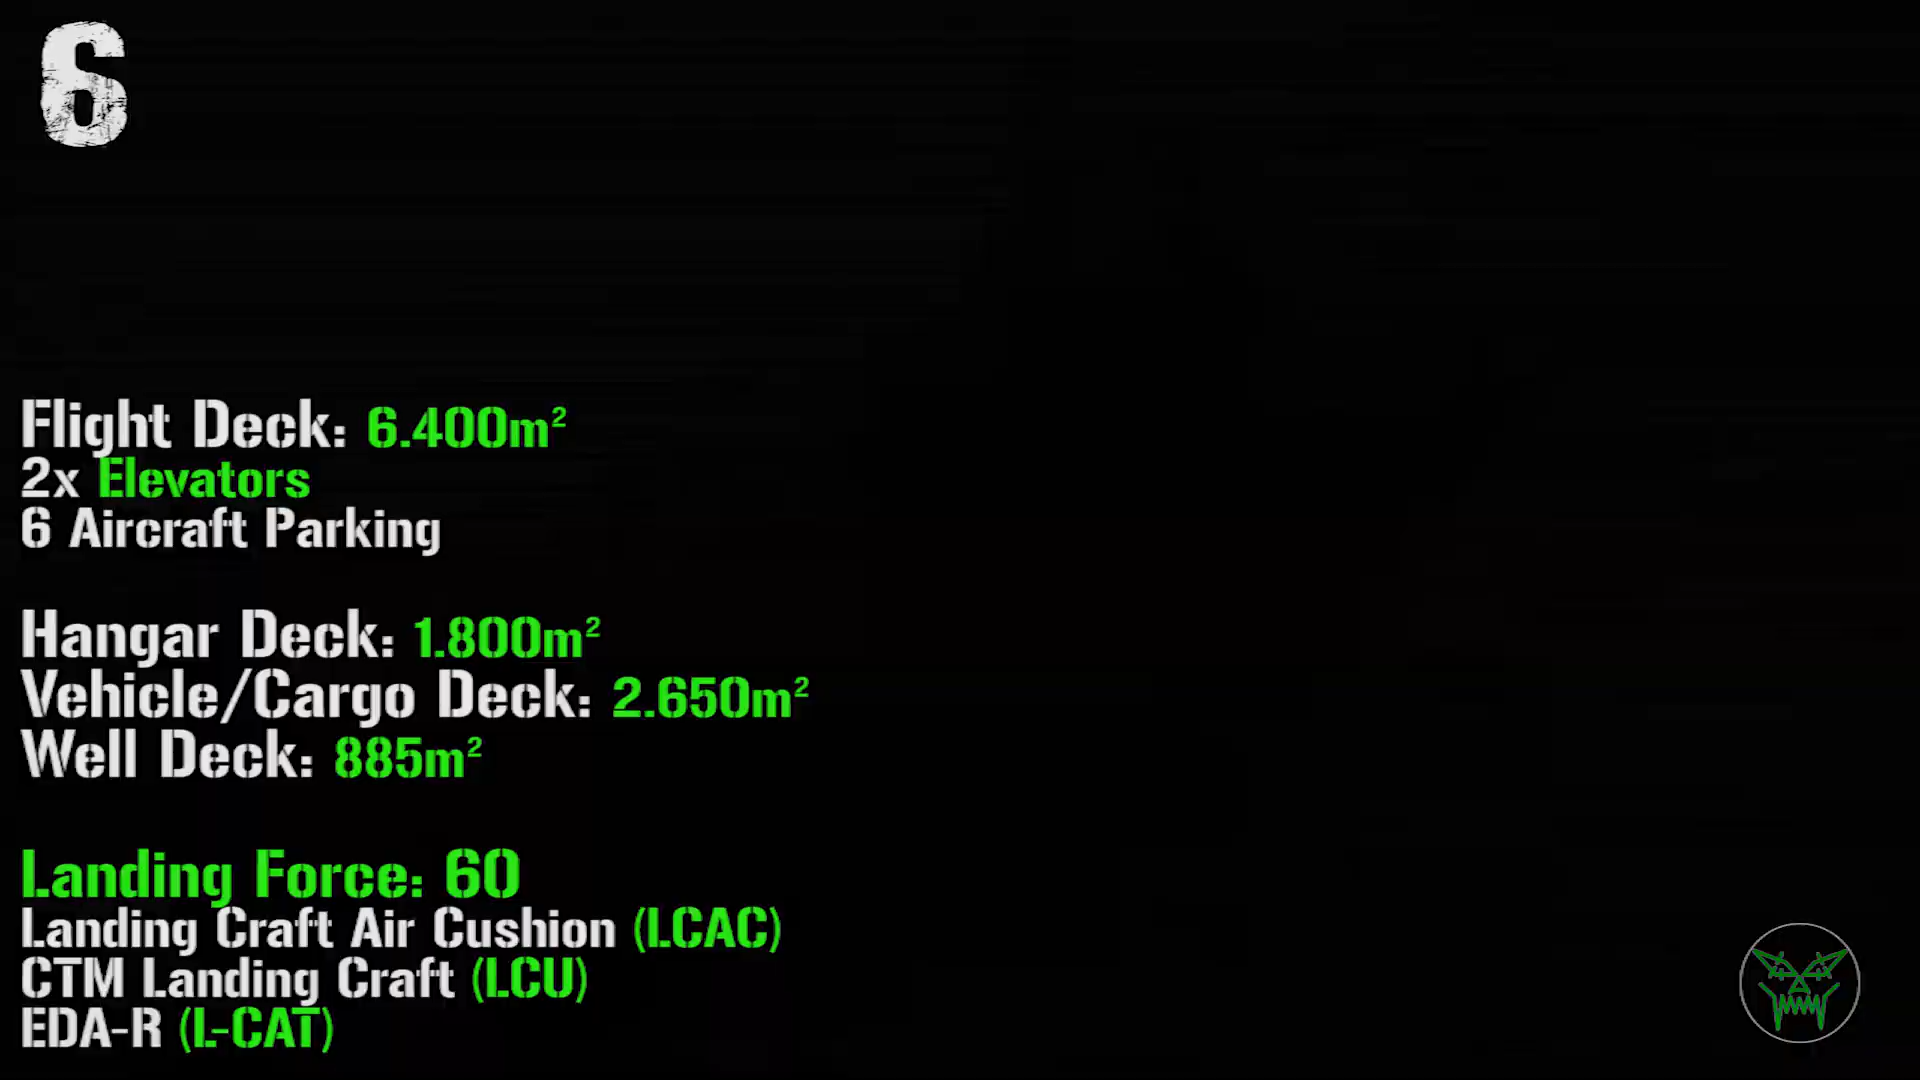 6
Flight Deck: 6.400m²
2x Elevators
6 Aircraft Parking
Hangar Deck: 1.800m²
Vehicle/Cargo Deck: 2.650m²
Well Deck: 885m²
Landing Force: 60
Landing Craft Air Cushion (LCAC)
CTM Landing Craft (LCU)
EDA-R (L-CAT)